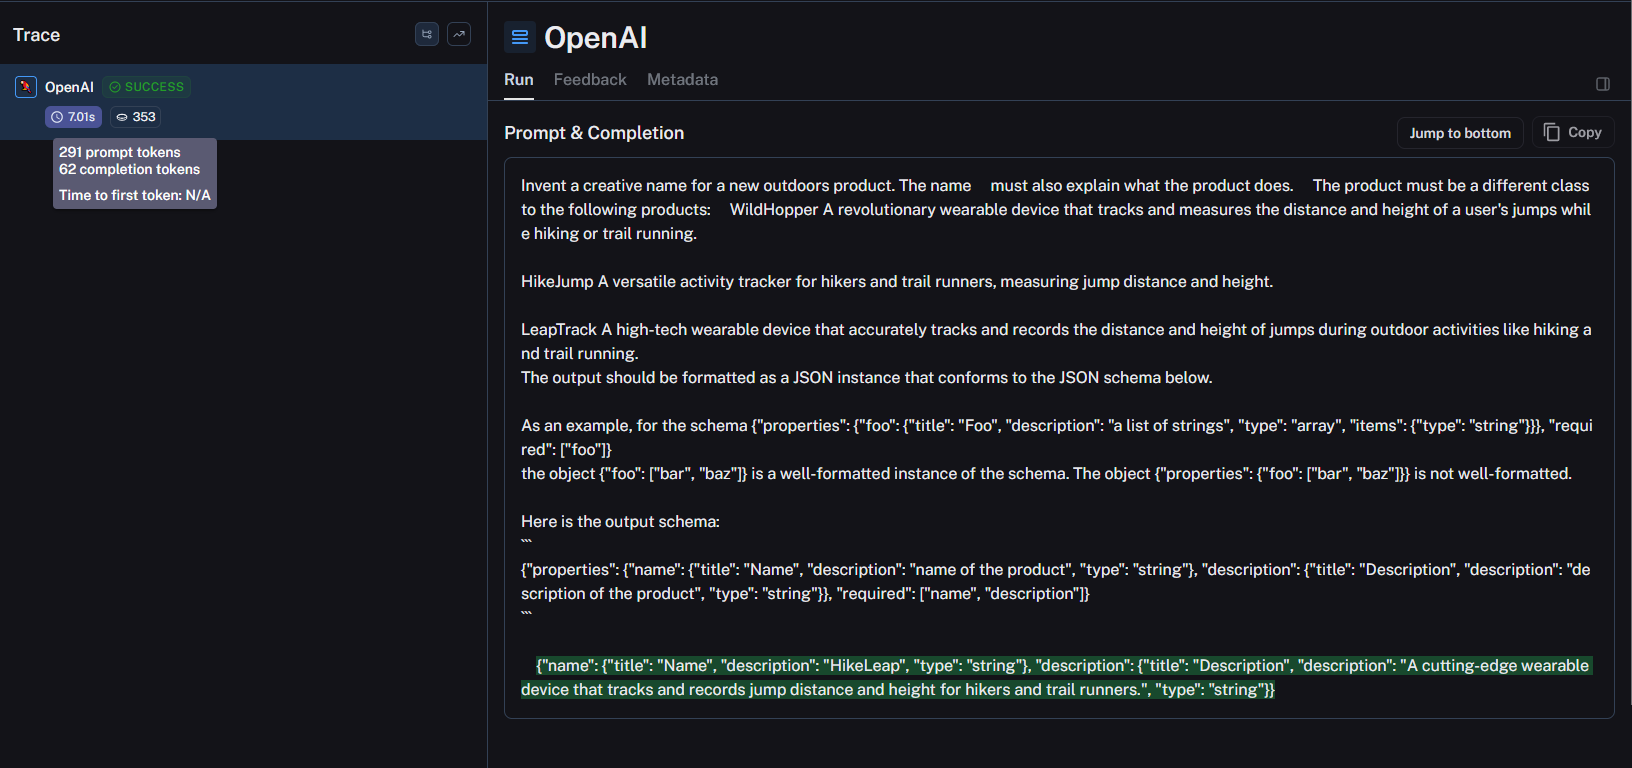 Trace
OpenAI SUCCESS
7.01s 353
291 prompt tokens
62 completion tokens
Time to first token: N/A
OpenAI
Run Feedback Metadata
Prompt & Completion
Jump to bottom Copy
Invent a creative name for a new outdoors product. The name    must also explain what the product does.    The product must be a different class
to the following products:    WildHopper A revolutionary wearable device that tracks and measures the distance and height of a user's jumps whil
e hiking or trail running.
HikeJump A versatile activity tracker for hikers and trail runners, measuring jump distance and height.
LeapTrack A high-tech wearable device that accurately tracks and records the distance and height of jumps during outdoor activities like hiking a
nd trail running.
The output should be formatted as a JSON instance that conforms to the JSON schema below.
As an example, for the schema {"properties": {"foo": {"title": "Foo", "description": "a list of strings", "type": "array", "items": {"type": "string"}}}, "requi
red": ["foo"]}
the object {"foo": ["bar", "baz"]} is a well-formatted instance of the schema. The object {"properties": {"foo": ["bar", "baz"]}} is not well-formatted.
Here is the output schema:
```
{"properties": {"name": {"title": "Name", "description": "name of the product", "type": "string"}, "description": {"title": "Description", "description": "de
scription of the product", "type": "string"}}, "required": ["name", "description"]}
```
{"name": {"title": "Name", "description": "HikeLeap", "type": "string"}, "description": {"title": "Description", "description": "A cutting-edge wearable
device that tracks and records jump distance and height for hikers and trail runners.", "type": "string"}}